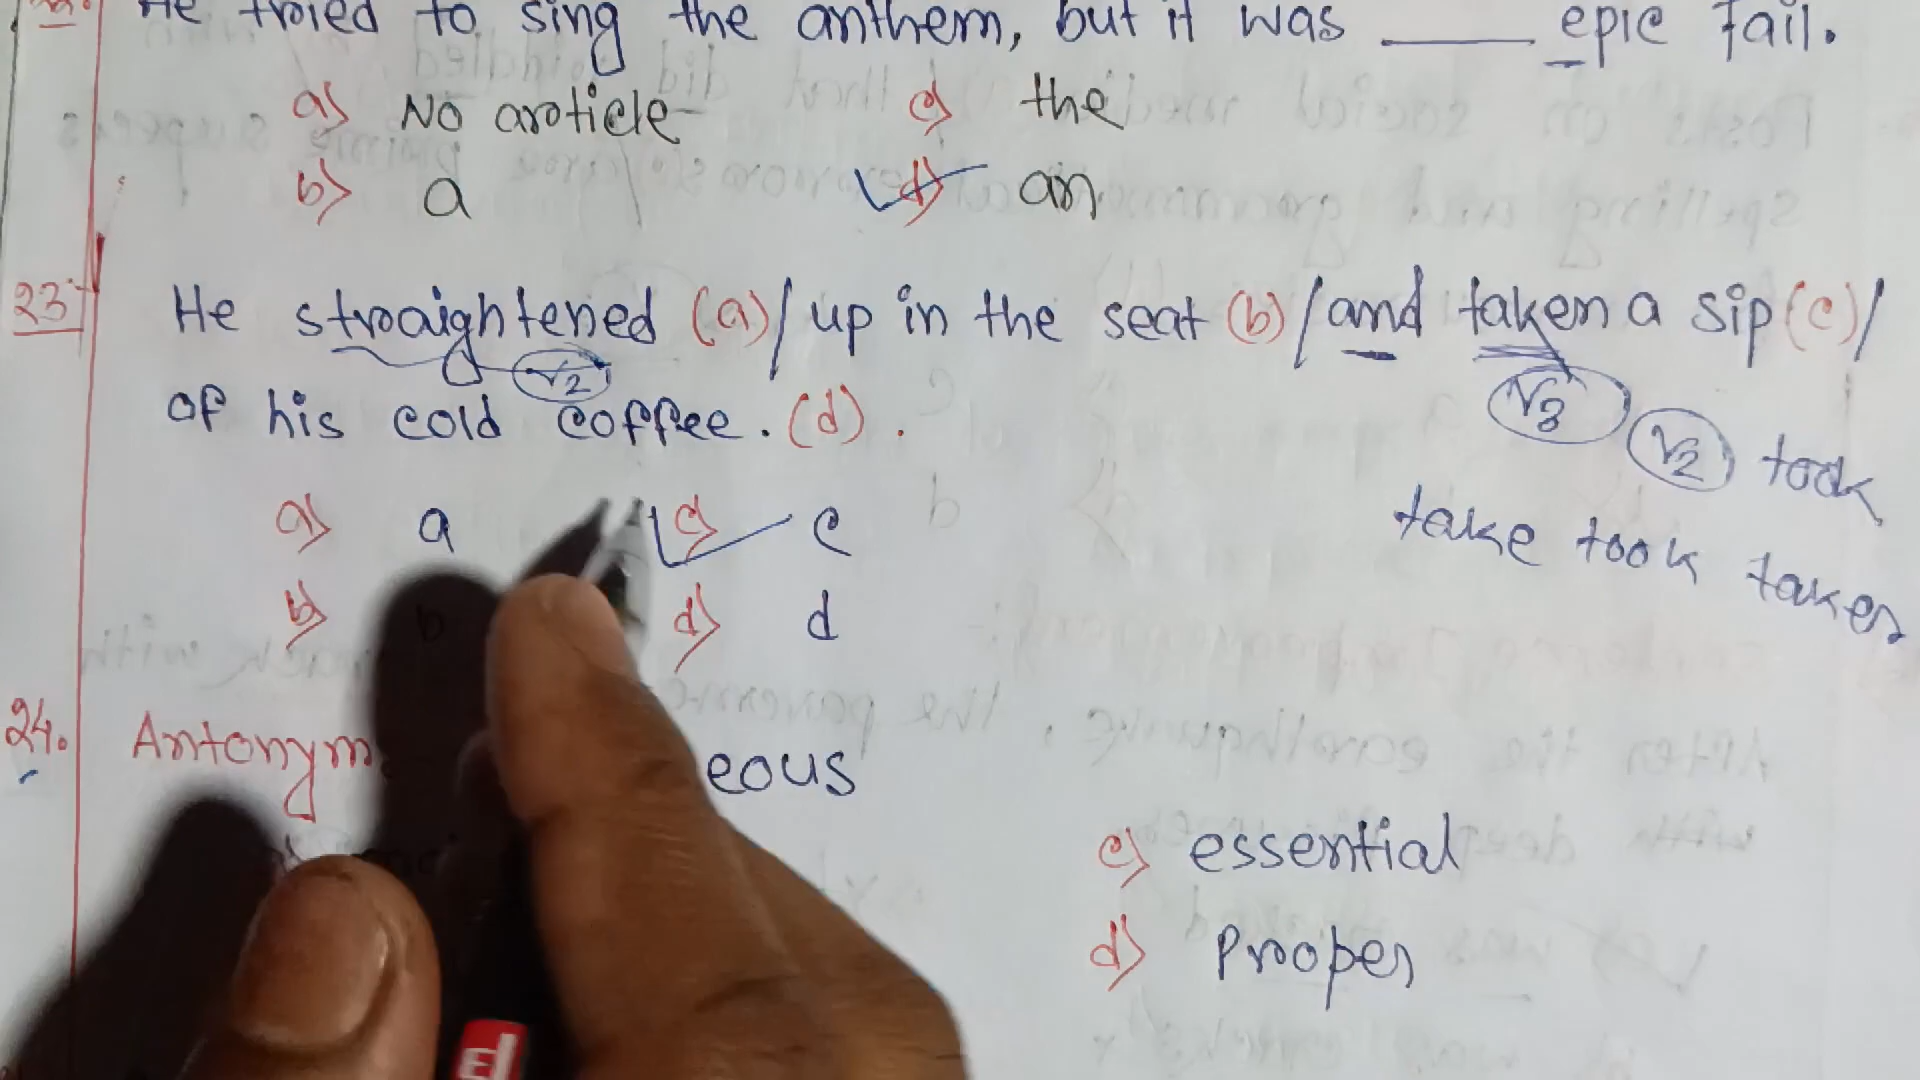 He tried to sing the anthem, but it was ____ epic fail.
a) No article c) the
b) a d) an
23. He straightened (a)/ up in the seat (b)/ and taken a sip (c)/
V2 V3
of his cold coffee. (d).
V2 took
take took taken
a) a c) c
b) b d) d
24. Antonym eous
c) essential
d) Proper